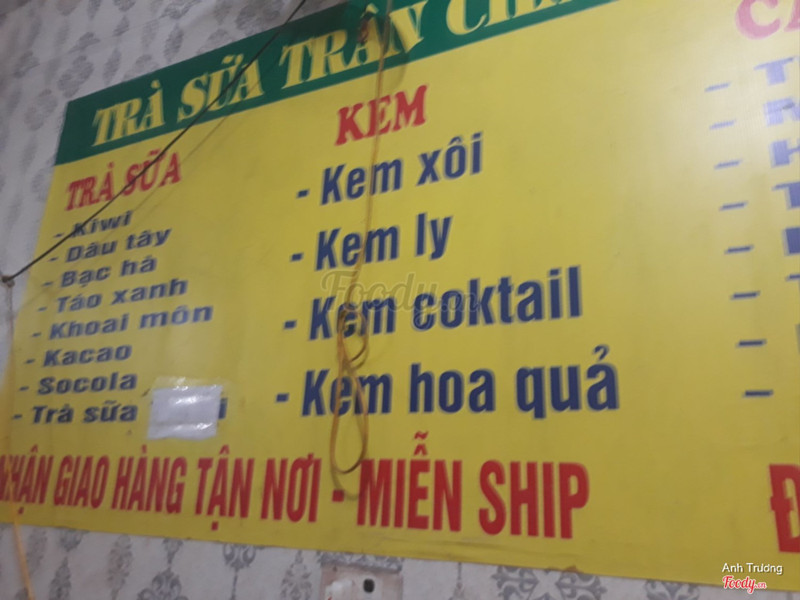 TRÀ SỮA TRÂN
TRÀ SỮA
- Kiwi
- Dâu tây
- Bạc hà
- Táo xanh
- Khoai môn
- Kacao
- Socola
- Trà sữa
KEM
- Kem xôi
- Kem ly
- Kem coktail
- Kem hoa quả
NHẬN GIAO HÀNG TẬN NƠI - MIỄN SHIP
Foody.vn
Anh Trương
Foody.vn